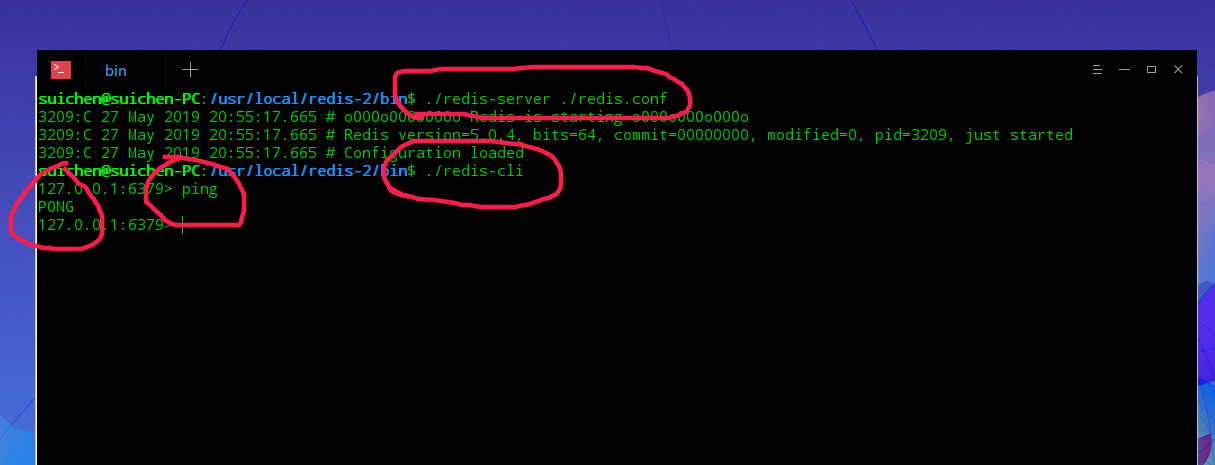 bin
suichen@suichen-PC:/usr/local/redis-2/bin$ ./redis-server ./redis.conf
3209:C 27 May 2019 20:55:17.665 # oO0OoO0OoO0Oo Redis is starting oO0OoO0OoO0Oo
3209:C 27 May 2019 20:55:17.665 # Redis version=5.0.4, bits=64, commit=00000000, modified=0, pid=3209, just started
3209:C 27 May 2019 20:55:17.665 # Configuration loaded
suichen@suichen-PC:/usr/local/redis-2/bin$ ./redis-cli
127.0.0.1:6379> ping
PONG
127.0.0.1:6379>